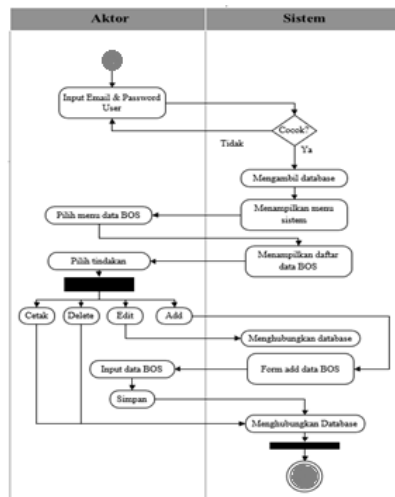 Aktor
Sistem
Input Email & Password
User
Cocok?
Tidak
Ya
Mengambil database
Menampilkan menu
sistem
Pilih menu data BOS
Menampilkan daftar
data BOS
Pilih tindakan
Cetak
Delete
Edit
Add
Menghubungkan database
Input data BOS
Form add data BOS
Simpan
Menghubungkan Database